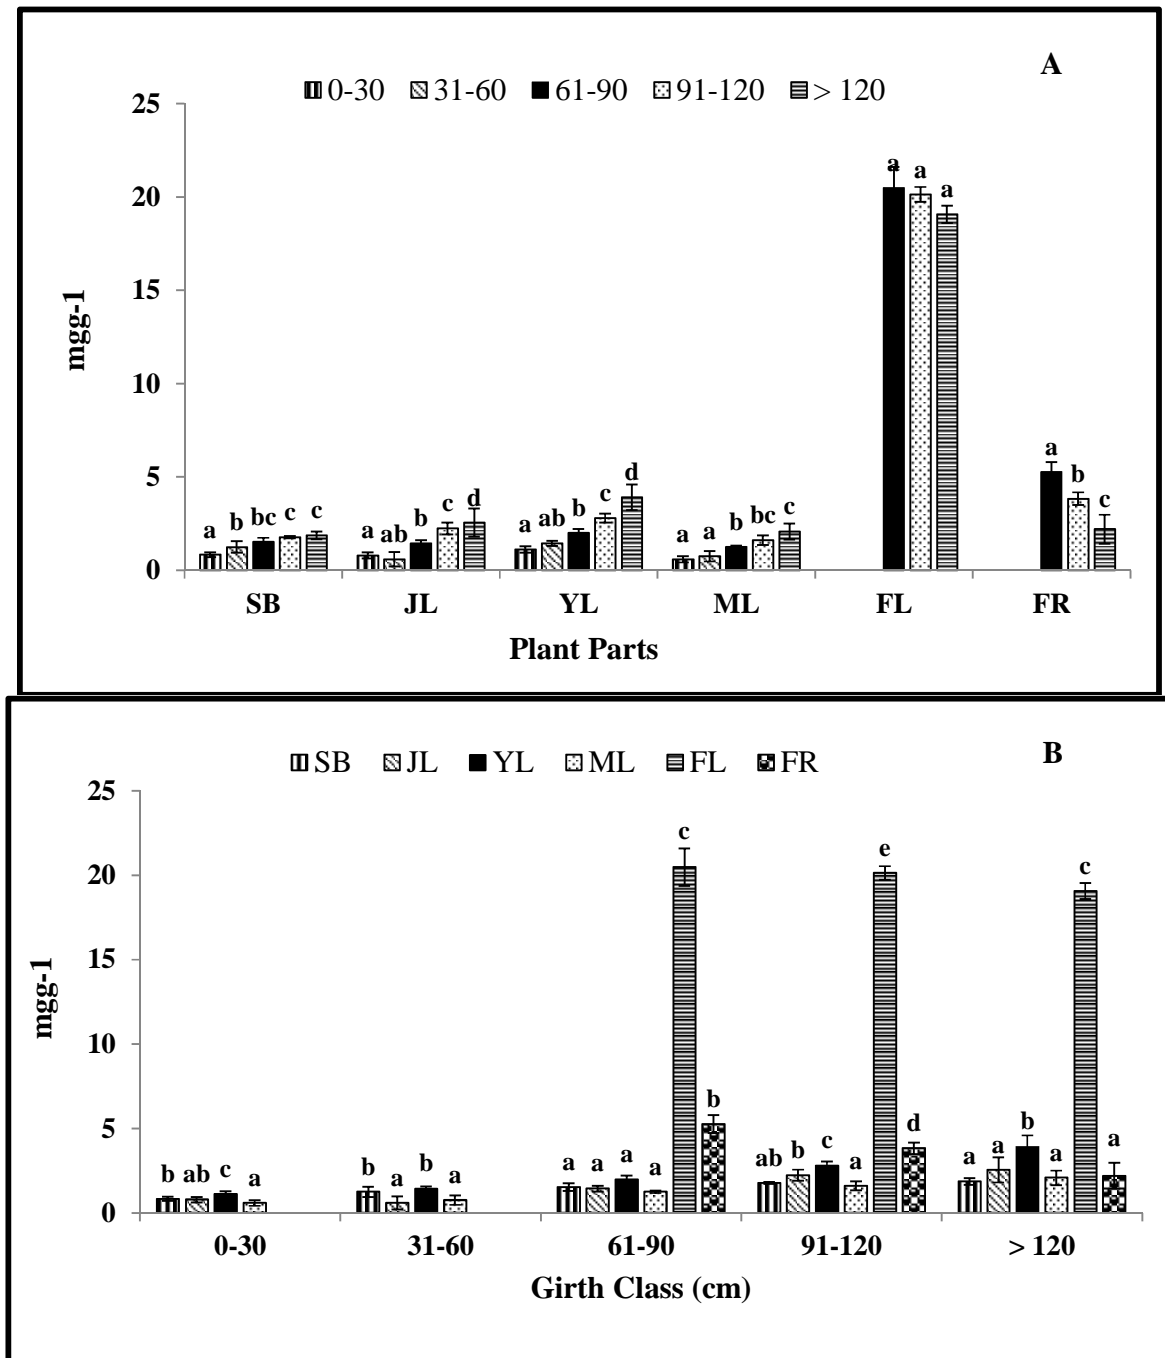 A
0-30 31-60 61-90 91-120 > 120
25
20
15
10
5
0
mgg-1
a b bc c c a ab b c d a ab b c d a a b bc c a a a a b c
SB JL YL ML FL FR
Plant Parts
B
SB JL YL ML FL FR
25
20
15
10
5
0
mgg-1
b ab c a b a b a a a a a c b ab b c a e d a a b a c a
0-30 31-60 61-90 91-120 > 120
Girth Class (cm)